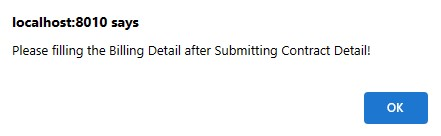 localhost:8010 says
Please filling the Billing Detail after Submitting Contract Detail!
OK